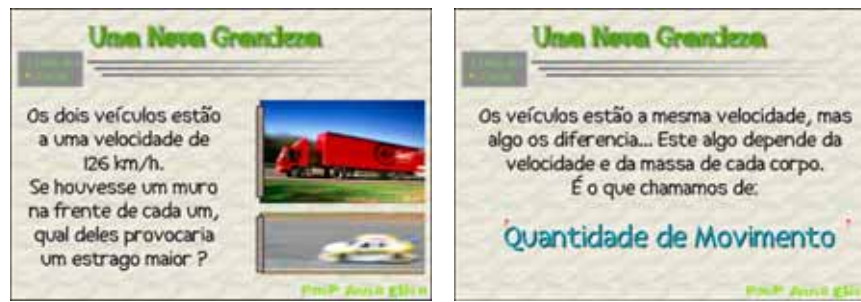 Uma Nova Grandeza
Os dois veículos estão
a uma velocidade de
126 km/h.
Se houvesse um muro
na frente de cada um,
qual deles provocaria
um estrago maior ?
Uma Nova Grandeza
Os veículos estão a mesma velocidade, mas
algo os diferencia... Este algo depende da
velocidade e da massa de cada corpo.
É o que chamamos de:
Quantidade de Movimento